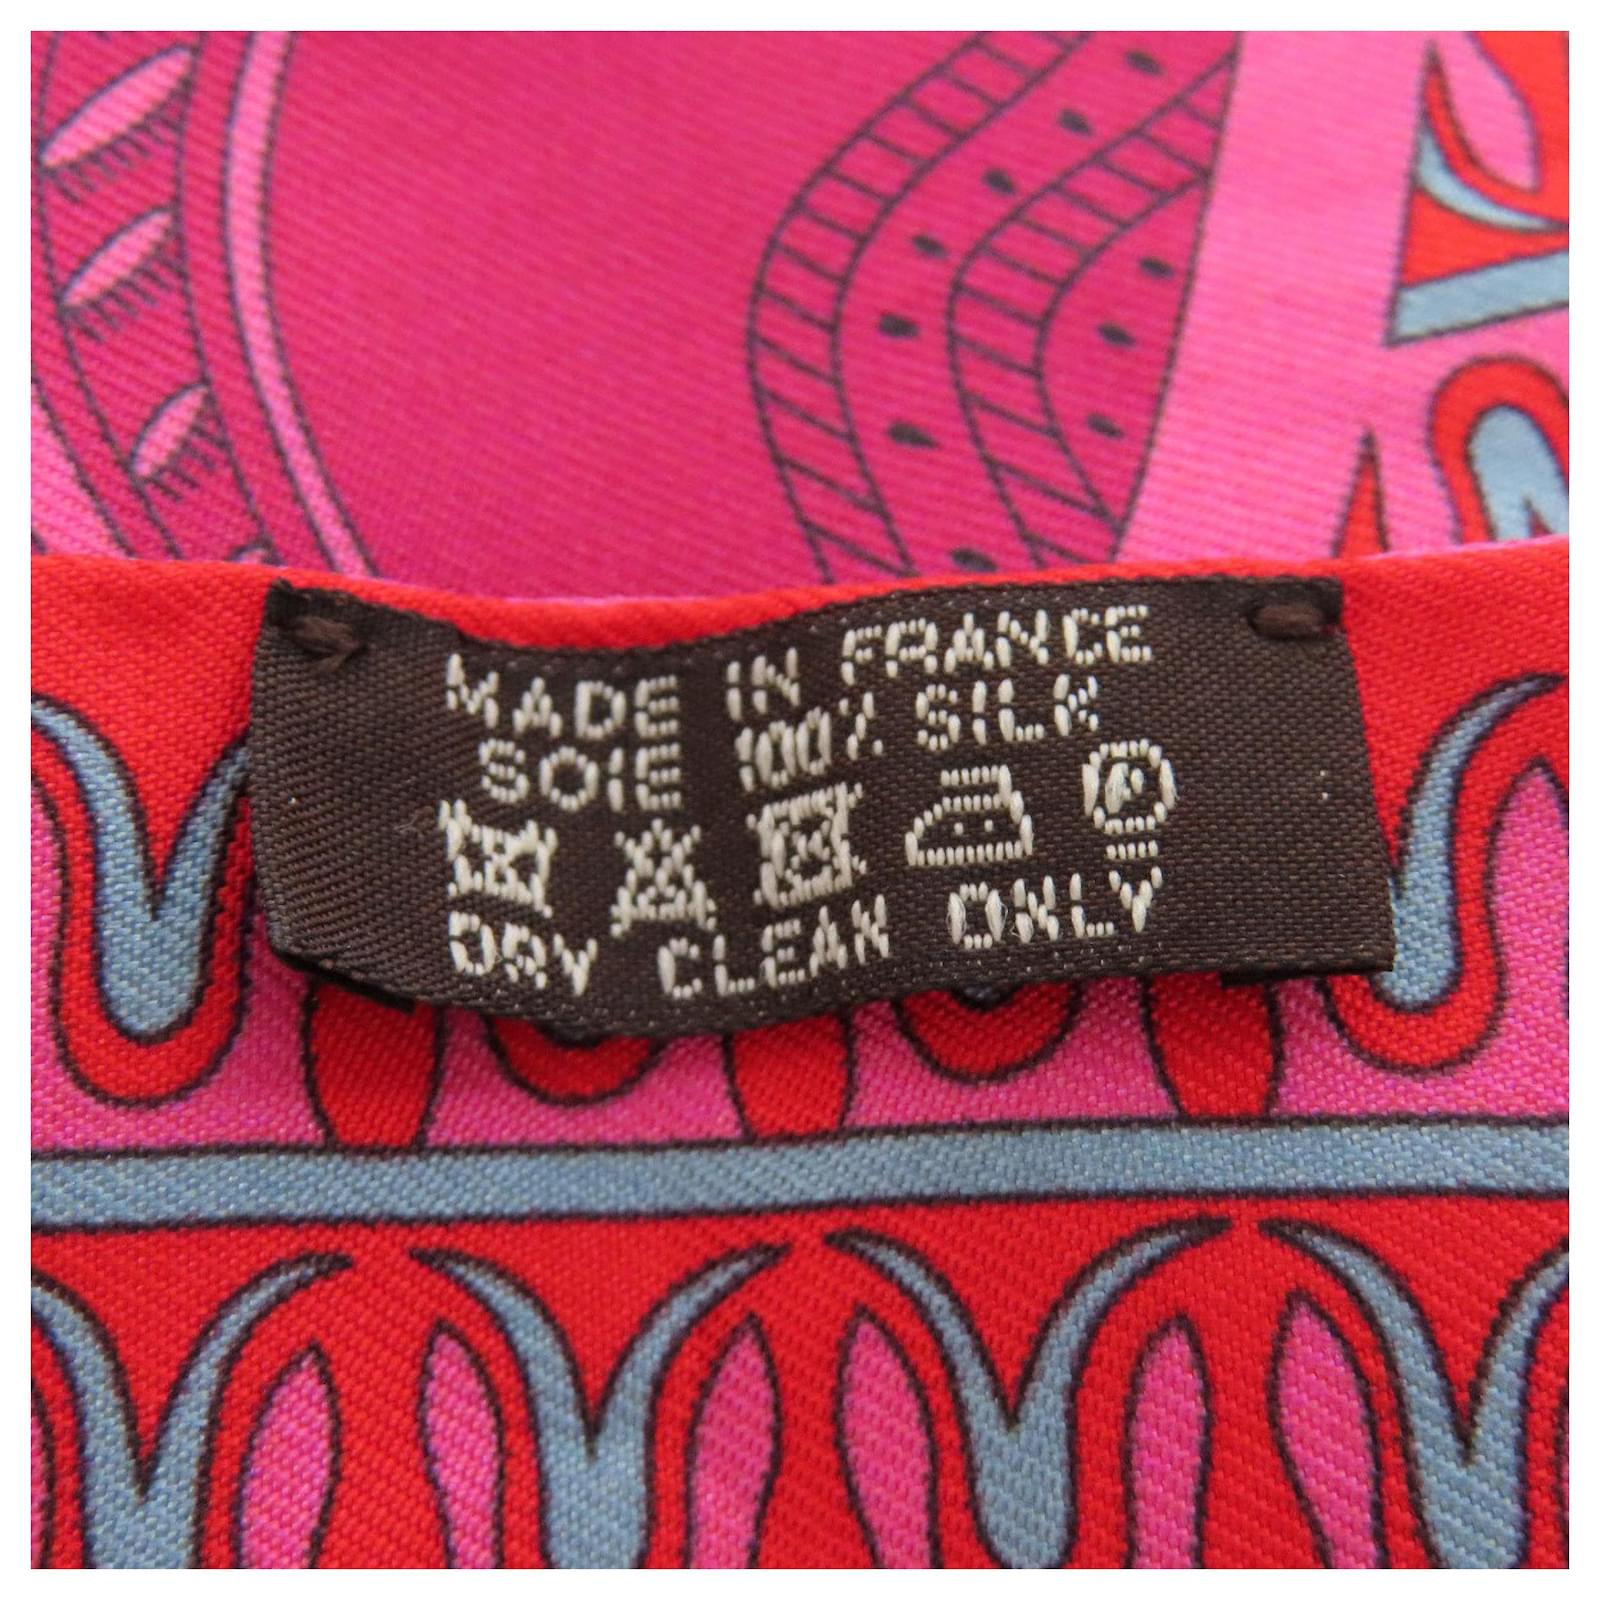 MADE IN FRANCE
SOIE 100% SILK
P
DRY CLEAN ONLY